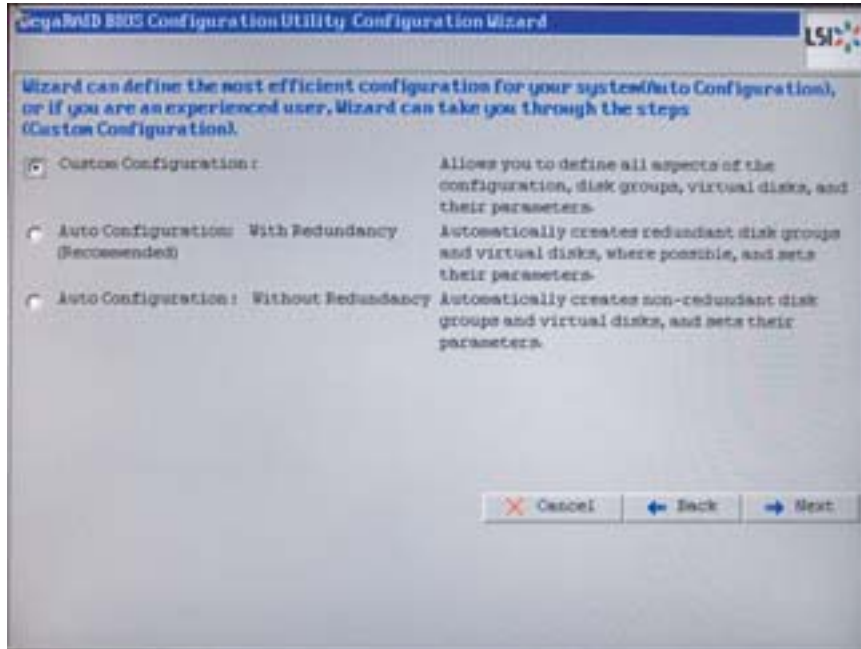 MegaRAID BIOS Configuration Utility Configuration Wizard
LSI
Wizard can define the most efficient configuration for your system(Auto Configuration),
or if you are an experienced user, Wizard can take you through the steps
(Custom Configuration).
Custom Configuration:
Allows you to define all aspects of the
configuration, disk groups, virtual disks, and
their parameters.
Auto Configuration: With Redundancy
(Recommended)
Automatically creates redundant disk groups
and virtual disks, where possible, and sets
their parameters.
Auto Configuration: Without Redundancy
Automatically creates non-redundant disk
groups and virtual disks, and sets their
parameters.
Cancel
Back
Next